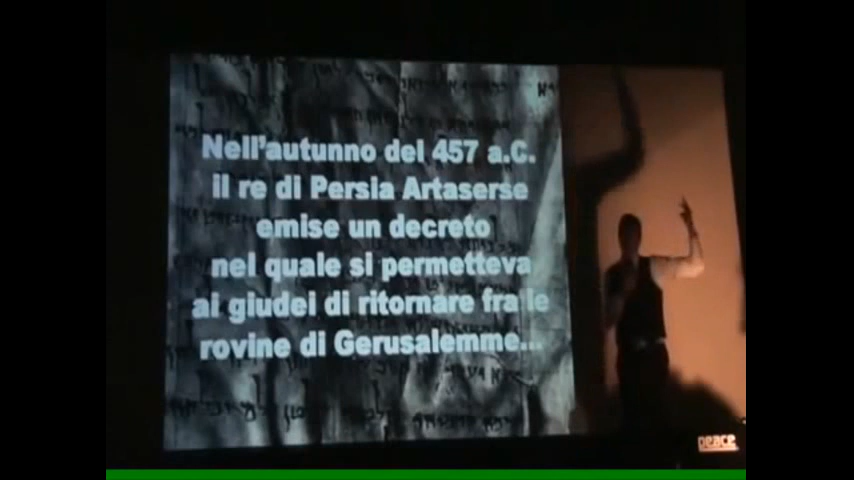 Nell'autunno del 457 a.C.
il re di Persia Artaserse
emise un decreto
nel quale si permetteva
ai giudei di ritornare fra le
rovine di Gerusalemme...
peace